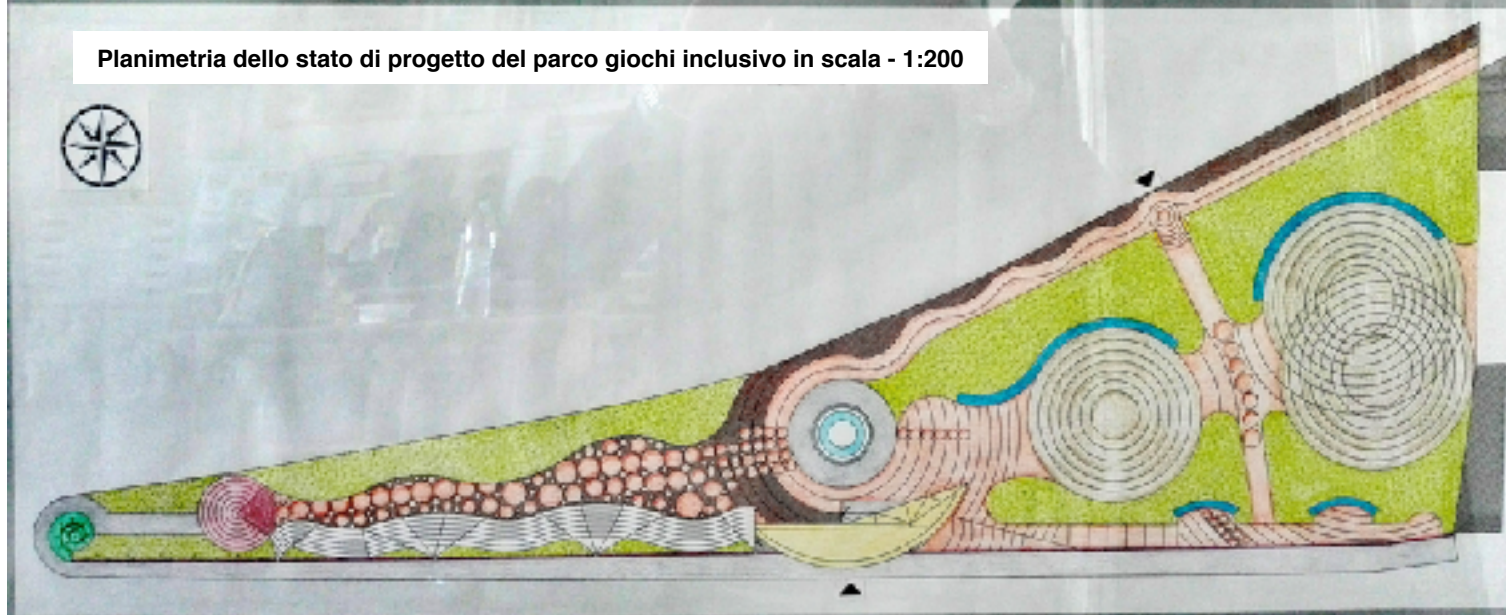 Planimetria dello stato di progetto del parco giochi inclusivo in scala - 1:200